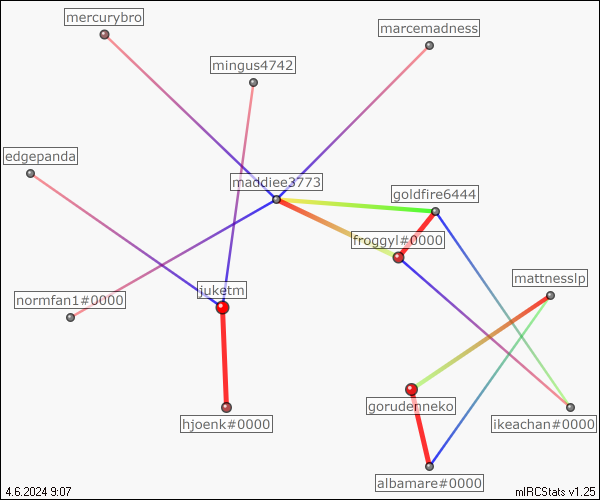 mercurybro
marcemadness
mingus4742
edgepanda
maddiee3773
goldfire6444
froggyl#0000
mattnesslp
juketm
normfan1#0000
gorudenneko
hjoenk#0000
ikeachan#0000
albamare#0000
4.6.2024 9:07
mIRCStats v1.25